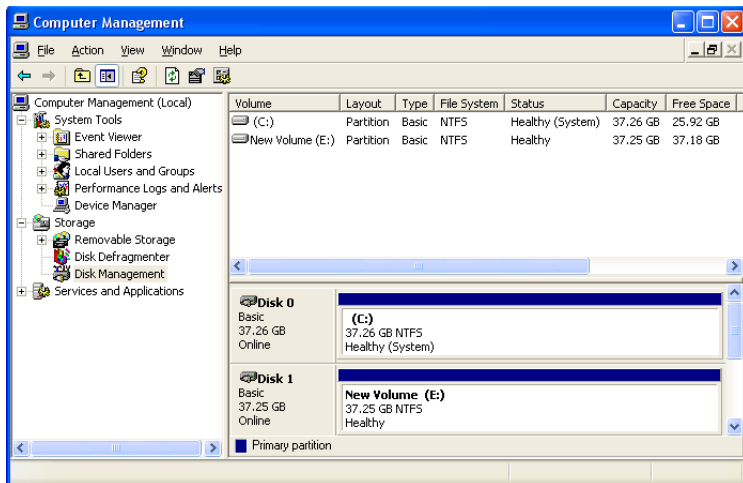 Computer Management
File Action View Window Help
Computer Management (Local)
System Tools
Event Viewer
Shared Folders
Local Users and Groups
Performance Logs and Alerts
Device Manager
Storage
Removable Storage
Disk Defragmenter
Disk Management
Services and Applications
Volume Layout Type File System Status Capacity Free Space
(C:) Partition Basic NTFS Healthy (System) 37.26 GB 25.92 GB
New Volume (E:) Partition Basic NTFS Healthy 37.25 GB 37.18 GB
Disk 0
Basic
37.26 GB
Online
(C:)
37.26 GB NTFS
Healthy (System)
Disk 1
Basic
37.25 GB
Online
New Volume (E:)
37.25 GB NTFS
Healthy
Primary partition